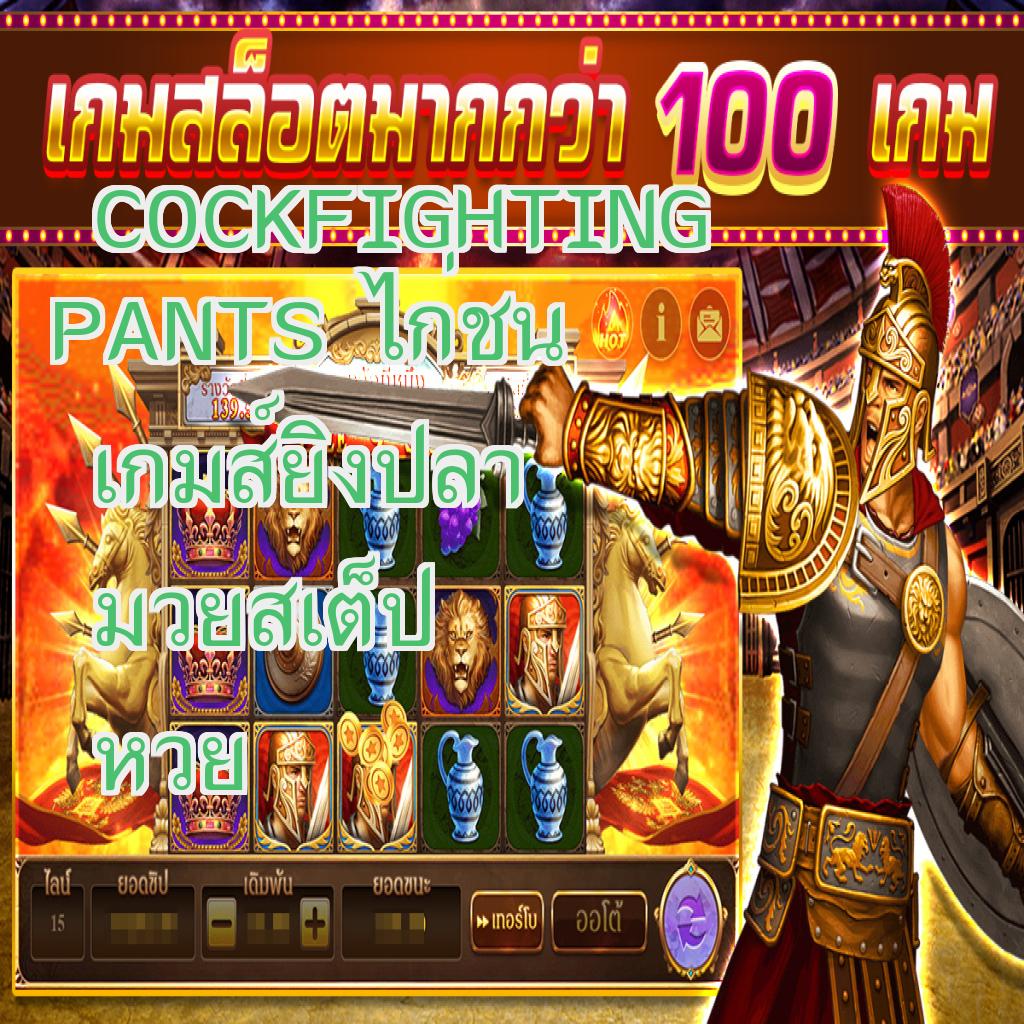 เกมสล็อตมากกว่า 100 เกม
COCKFIGHTING
PANTS ไก่ชน
HOT
เกมส์ยิงปลา
มวยสเต็ป
หวย
ไลน์
ยอดชิป
เดิมพัน
ยอดชนะ
15
เทอร์โบ
ออโต้